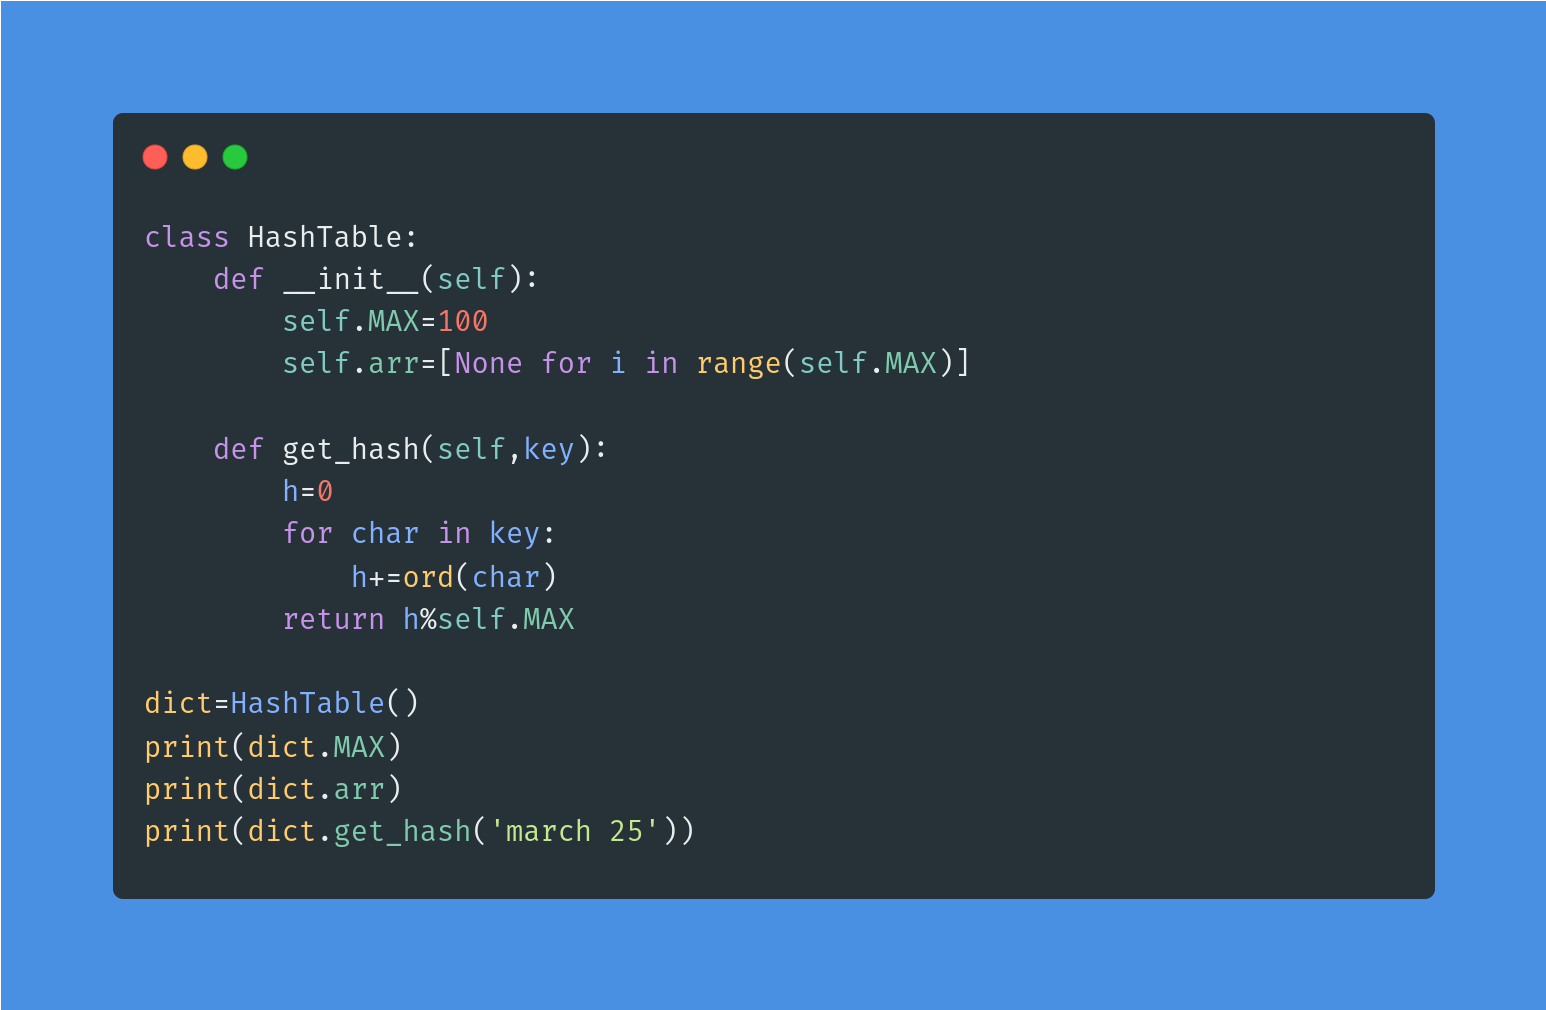 class HashTable:
    def __init__(self):
        self.MAX=100
        self.arr=[None for i in range(self.MAX)]

    def get_hash(self,key):
        h=0
        for char in key:
            h+=ord(char)
        return h%self.MAX

dict=HashTable()
print(dict.MAX)
print(dict.arr)
print(dict.get_hash('march 25'))